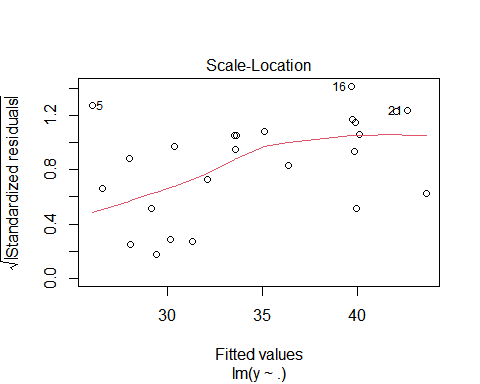 Scale-Location
√|Standardized residuals|
0.0 0.4 0.8 1.2
5
16
21
30 35 40
Fitted values
lm(y ~ .)